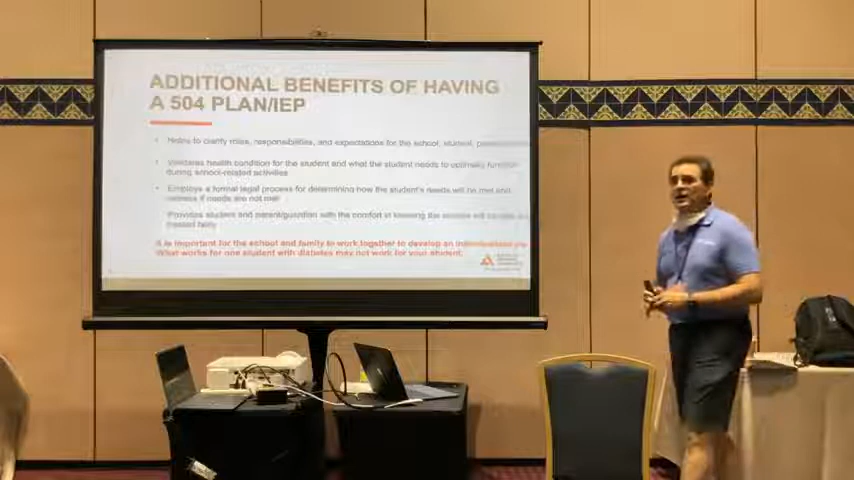 ADDITIONAL BENEFITS OF HAVING
A 504 PLAN/IEP
• Helps to clarify roles, responsibilities, and expectations for the school, student,
• Validates health condition for the student and what the student needs to optimally function
during school-related activities
• Employs a formal legal process for determining how the student's needs will be met and
if needs are not met
Provides student and parent/guardian with the comfort in knowing the student will be
treated fairly
It is important for the school and family to work together to develop an individualized
What works for one student with diabetes may not work for your student.